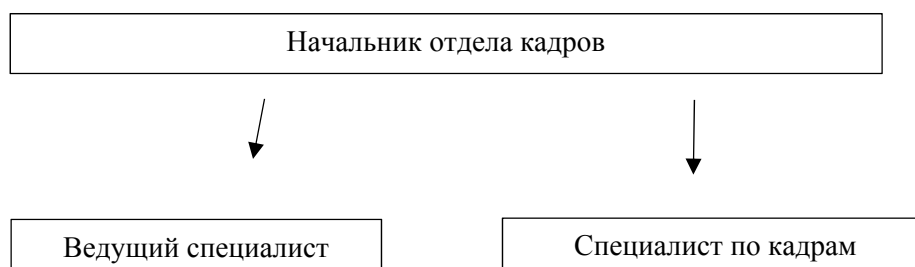 Начальник отдела кадров
Ведущий специалист
Специалист по кадрам